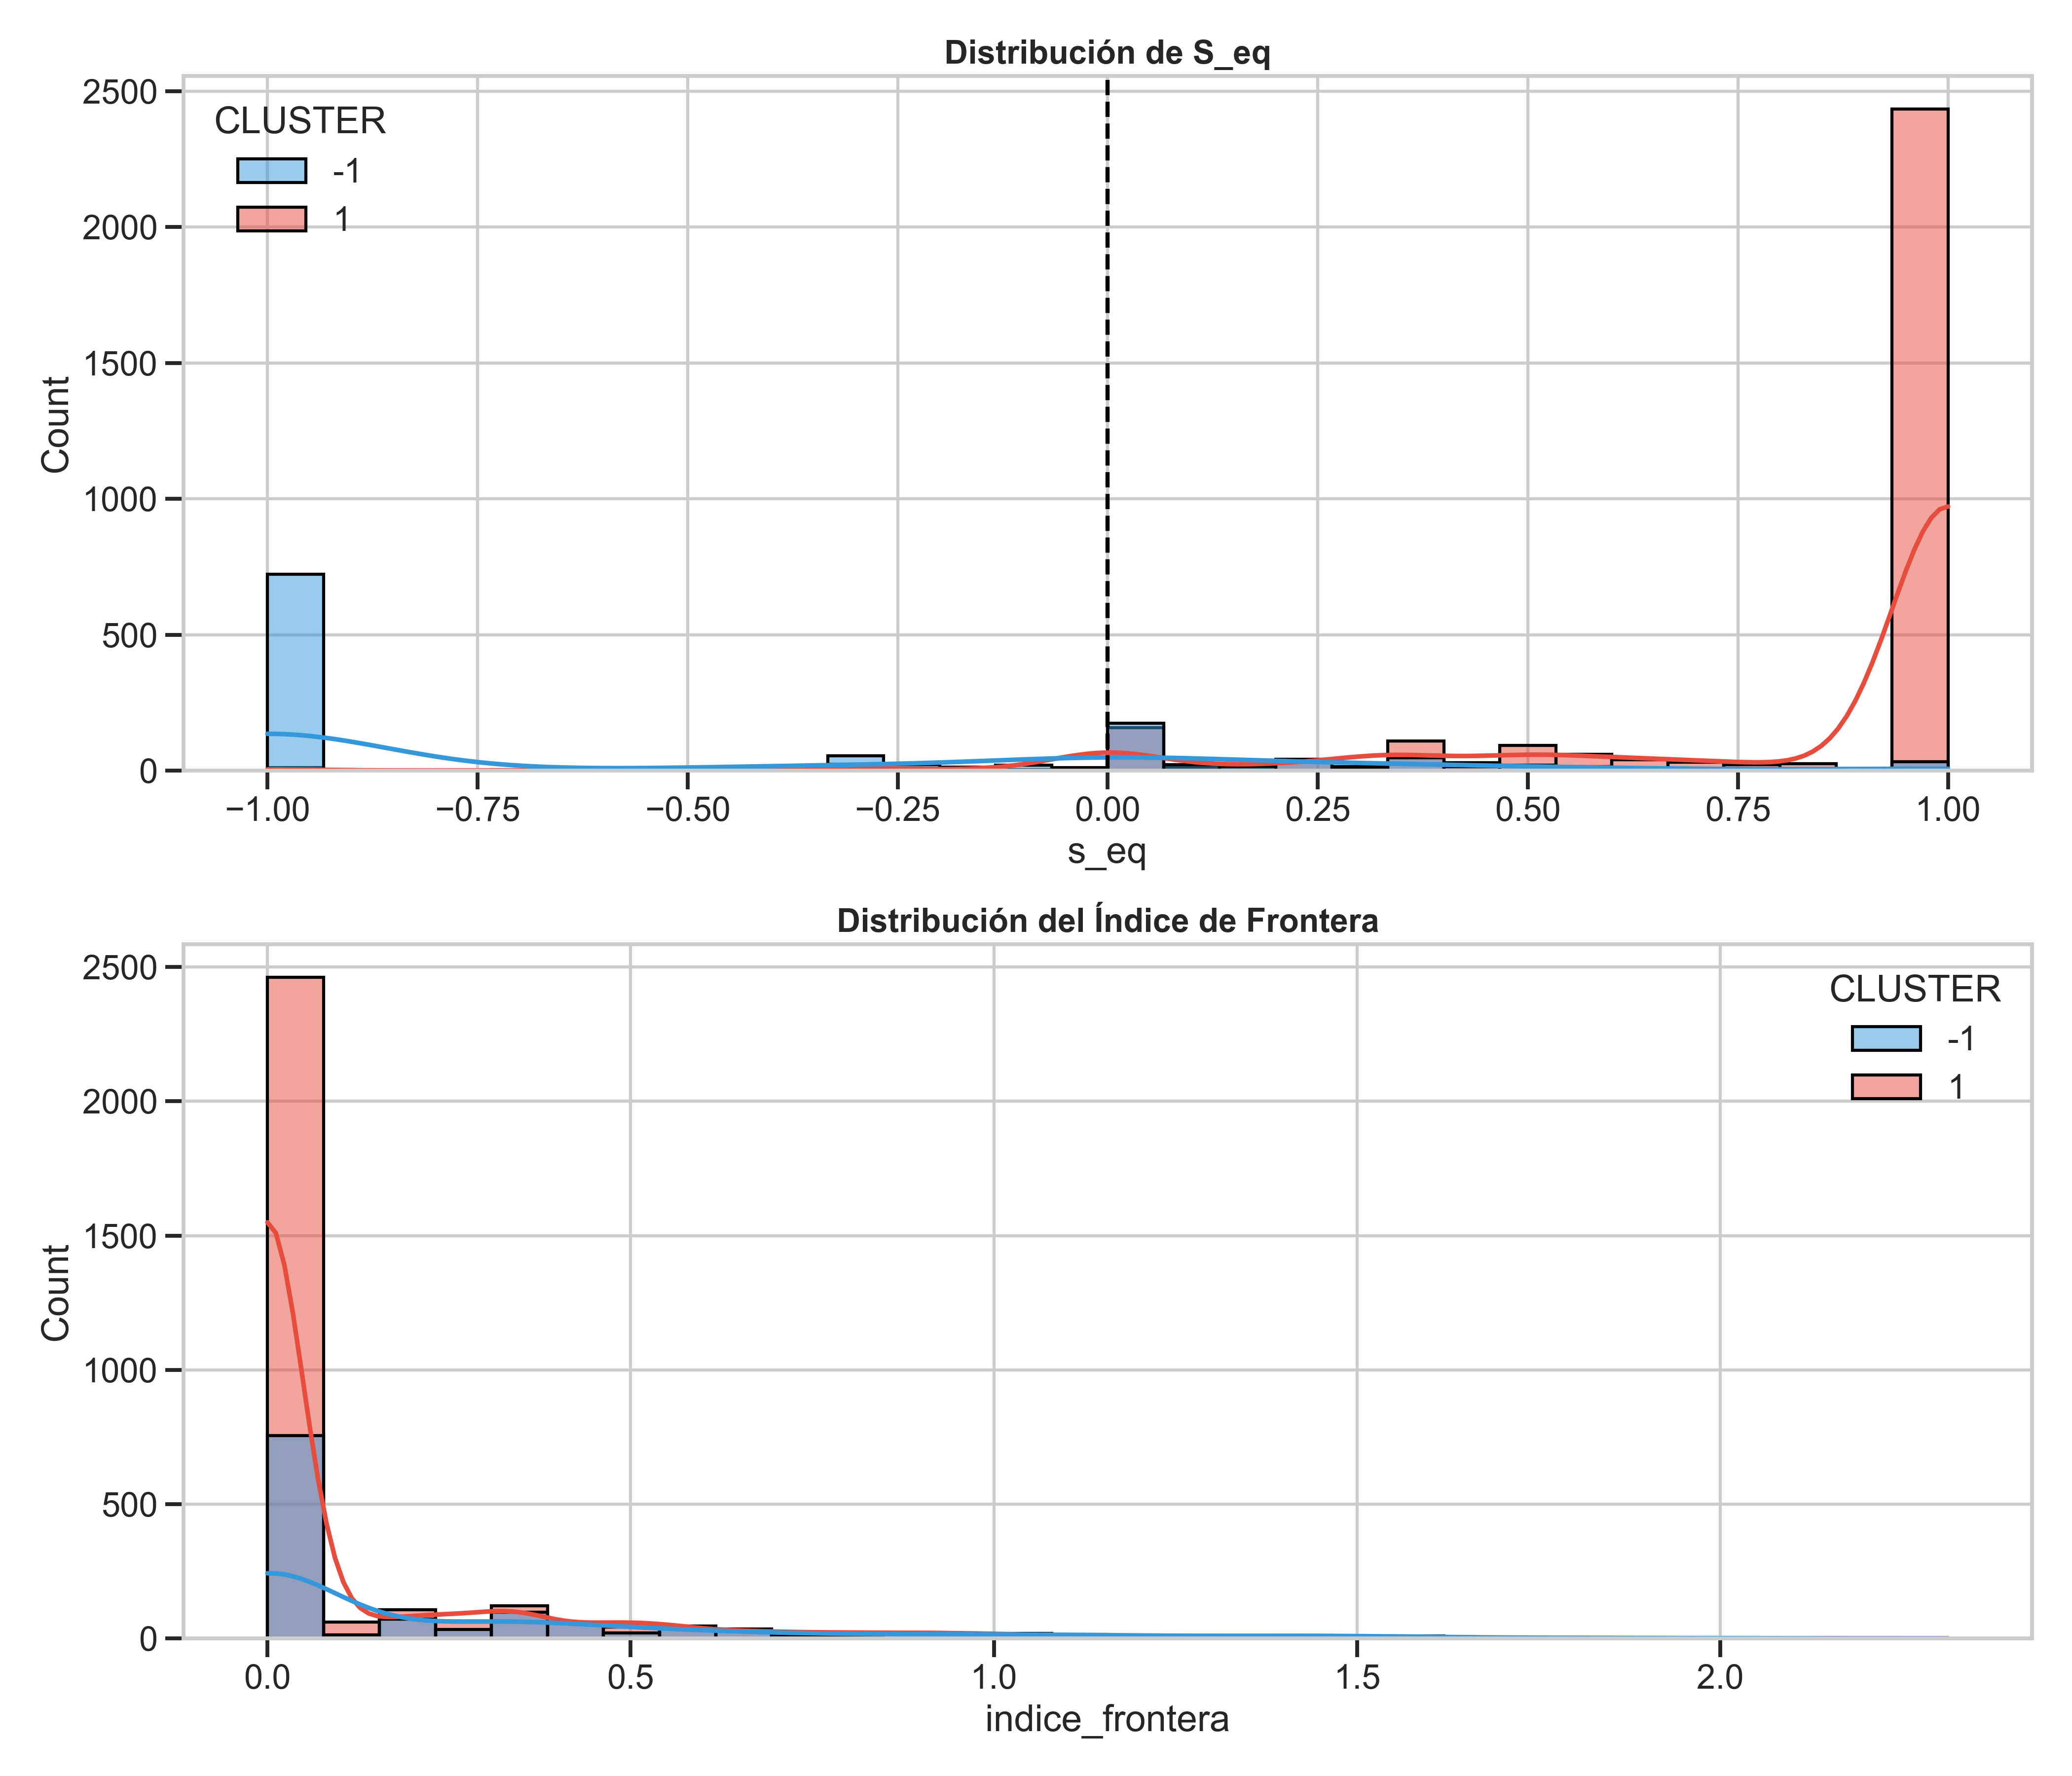 Distribución de S_eq
2500
2000
1500
1000
500
0
Count
CLUSTER
-1
1
−1.00 −0.75 −0.50 −0.25 0.00 0.25 0.50 0.75 1.00
s_eq
Distribución del Índice de Frontera
2500
2000
1500
1000
500
0
Count
CLUSTER
-1
1
0.0 0.5 1.0 1.5 2.0
indice_frontera